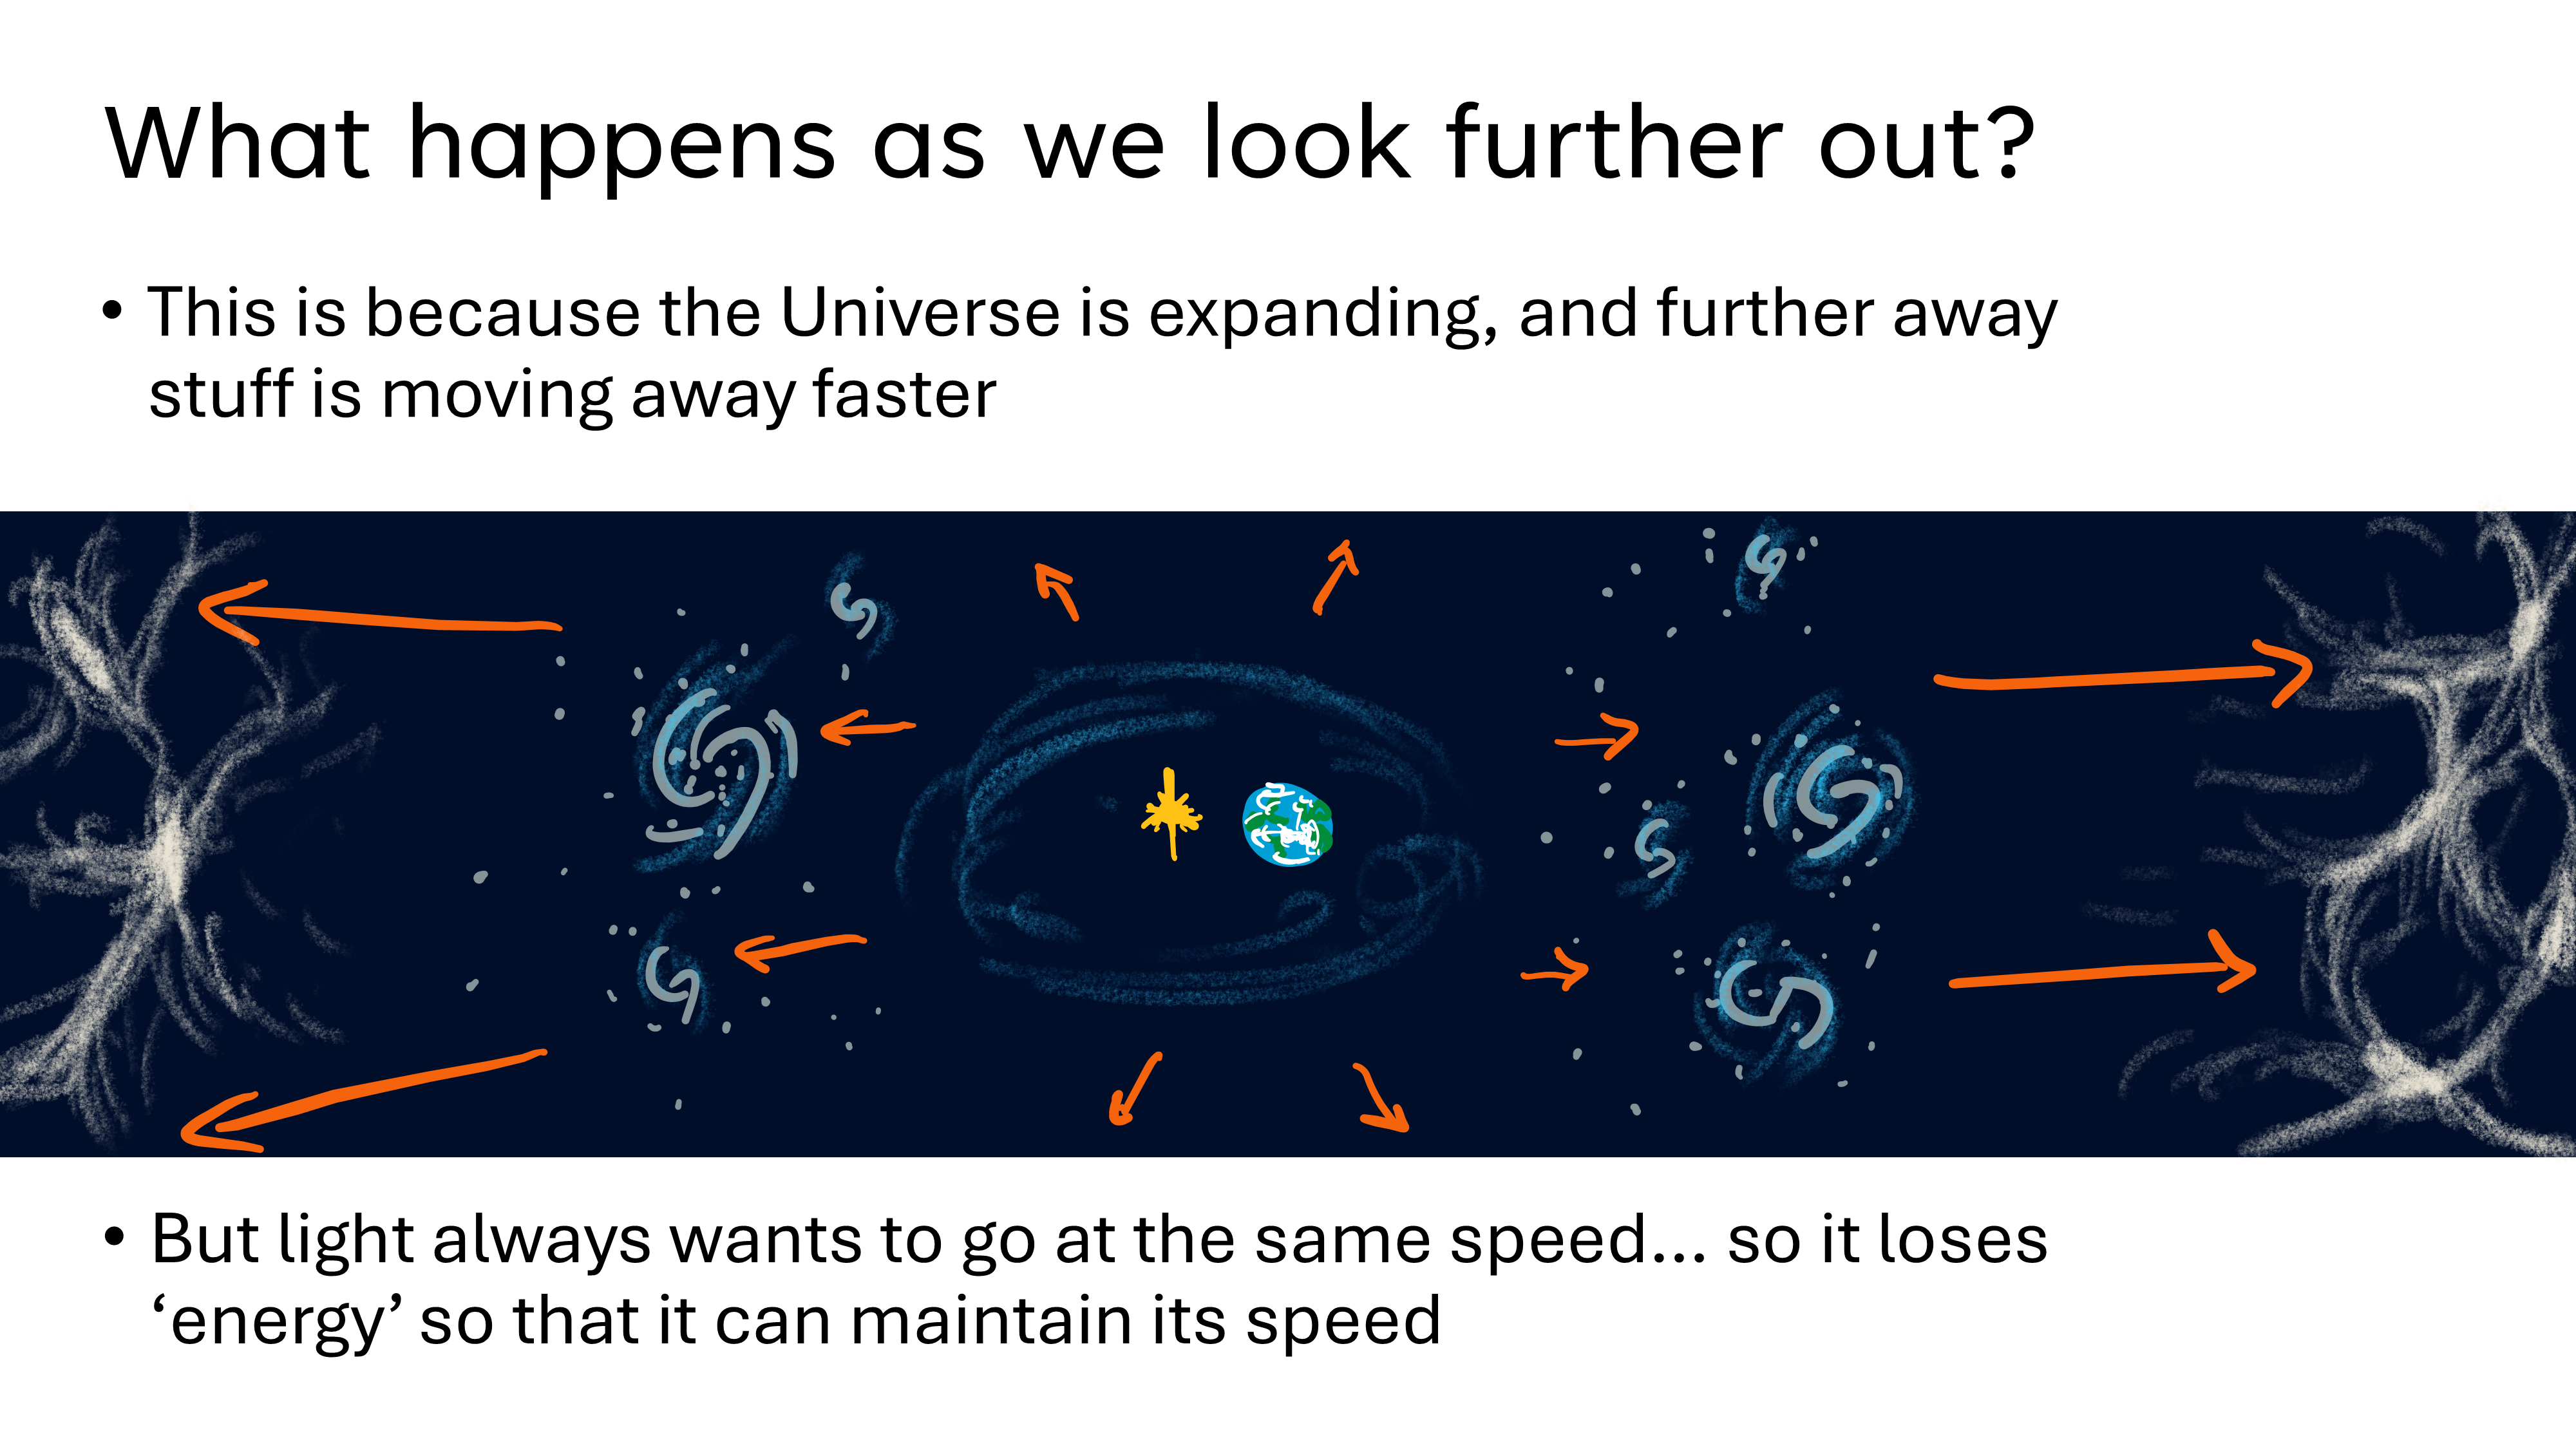 What happens as we look further out?
• This is because the Universe is expanding, and further away
stuff is moving away faster
• But light always wants to go at the same speed... so it loses
‘energy’ so that it can maintain its speed